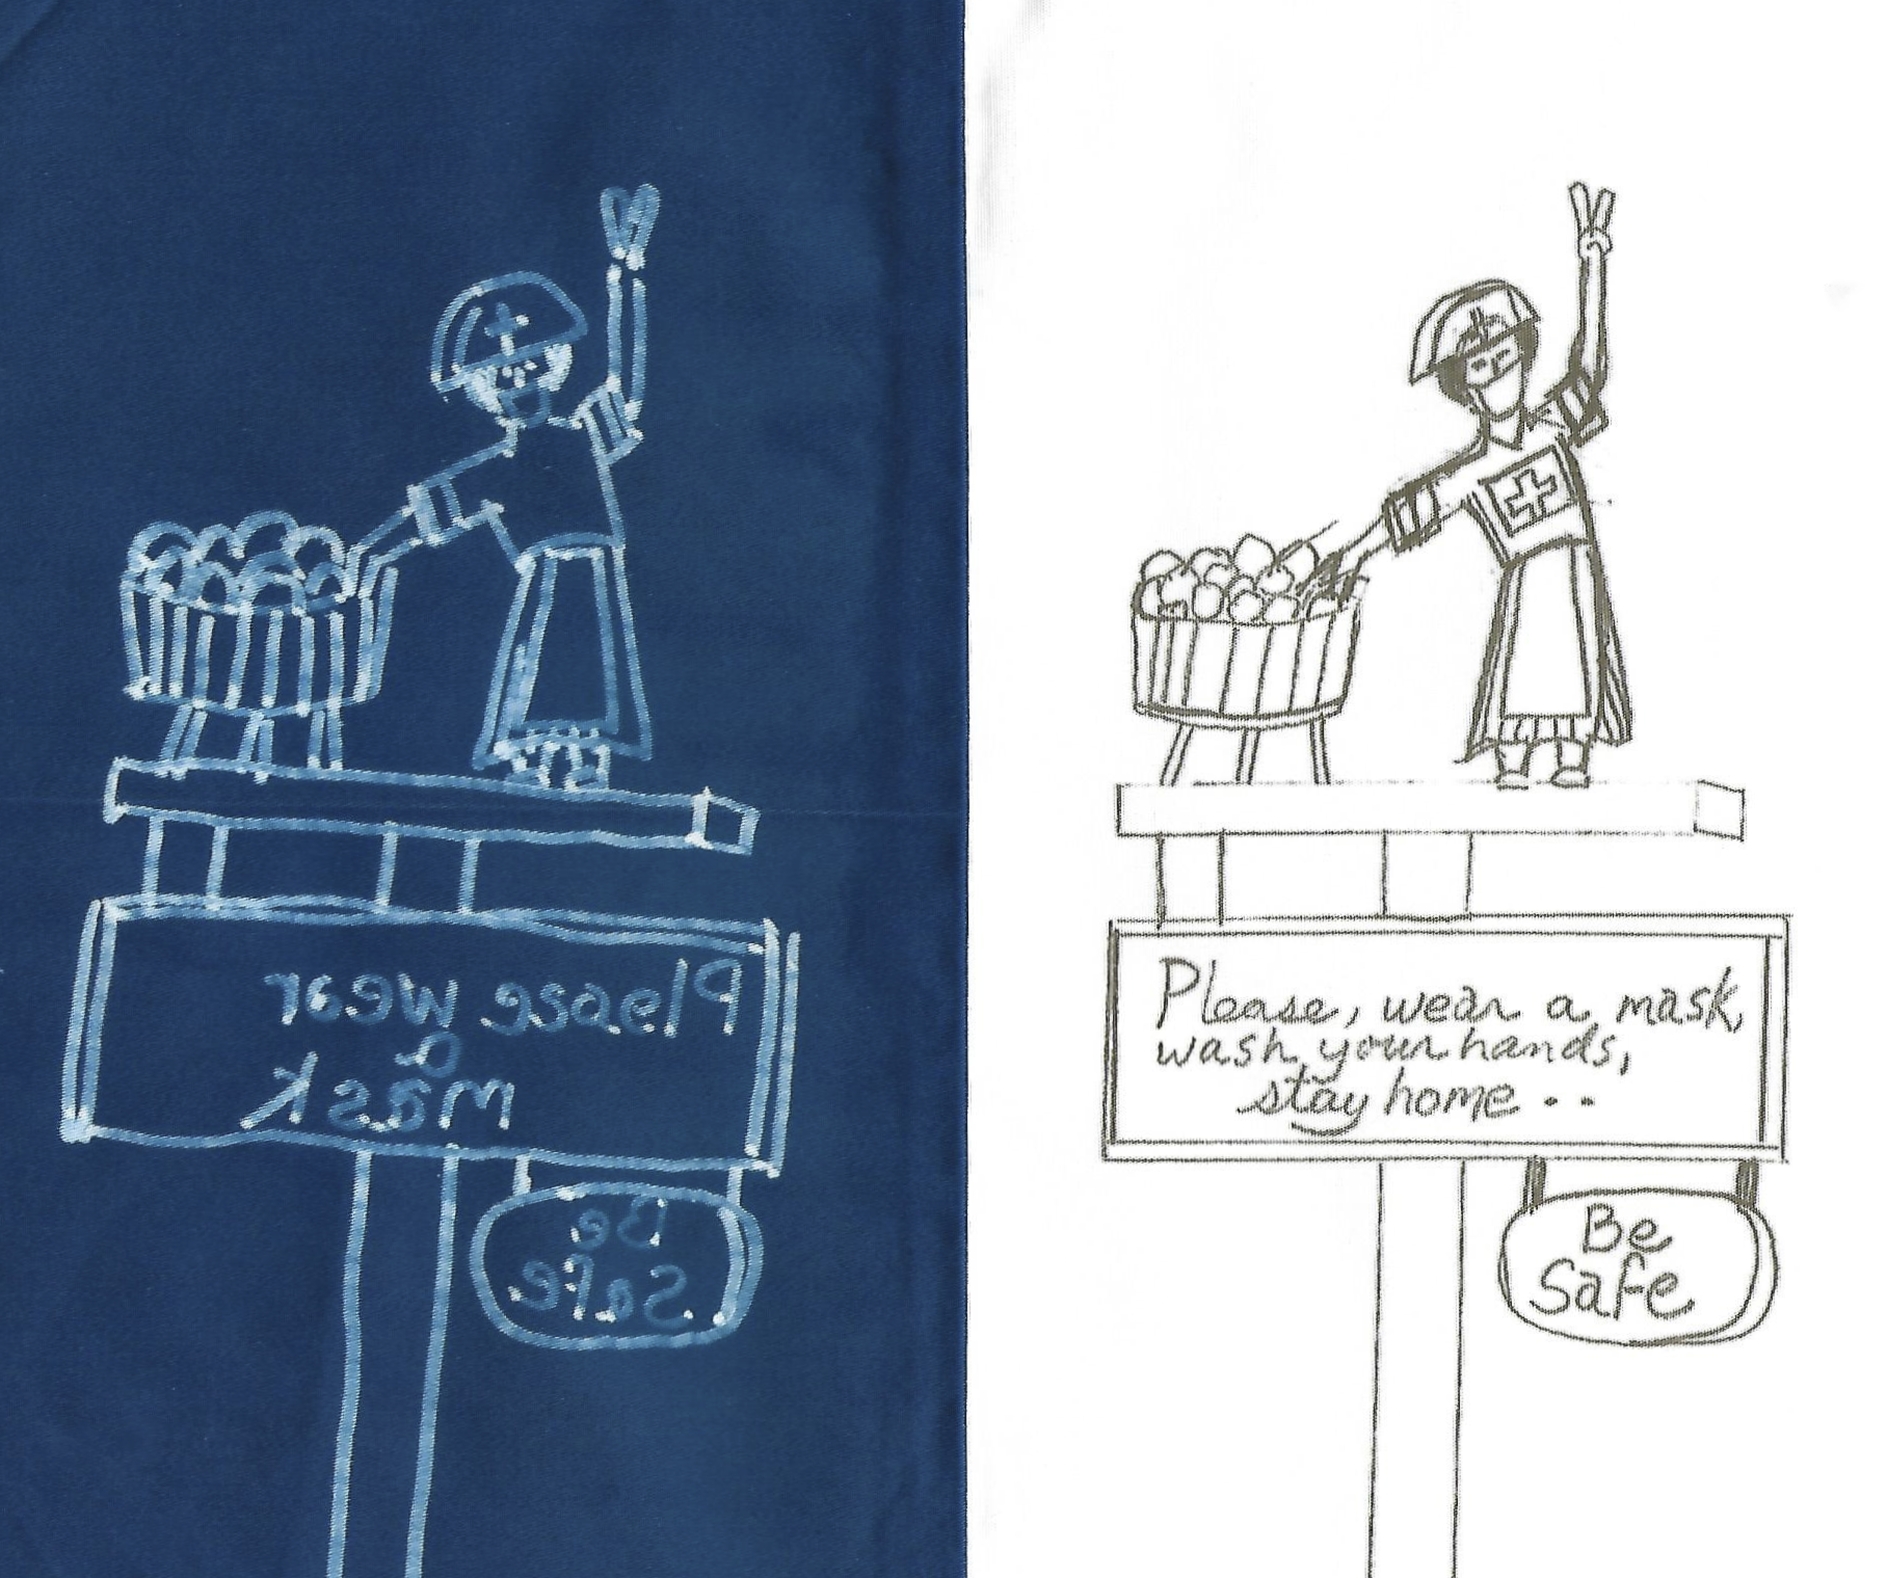 Please wear
a
mask
Be
Safe
Please, wear a mask,
wash your hands,
stay home..
Be
Safe